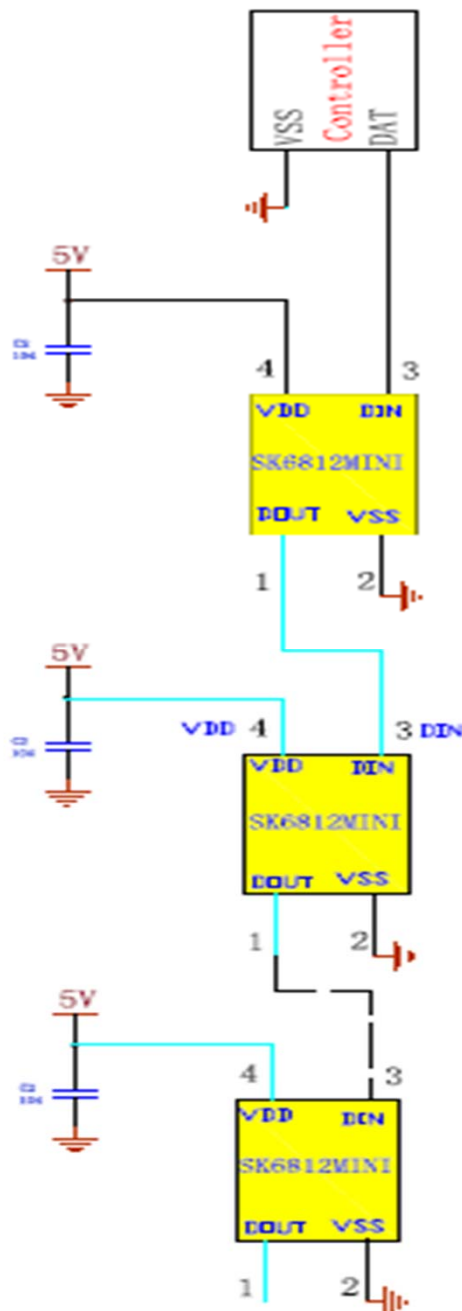 VSS
Controller
DAT
5V
4
3
VDD DIN
SK6812MINI
DOUT VSS
1
2
5V
VDD 4
3 DIN
VDD DIN
SK6812MINI
DOUT VSS
1
2
5V
4
3
VDD DIN
SK6812MINI
DOUT VSS
1
2